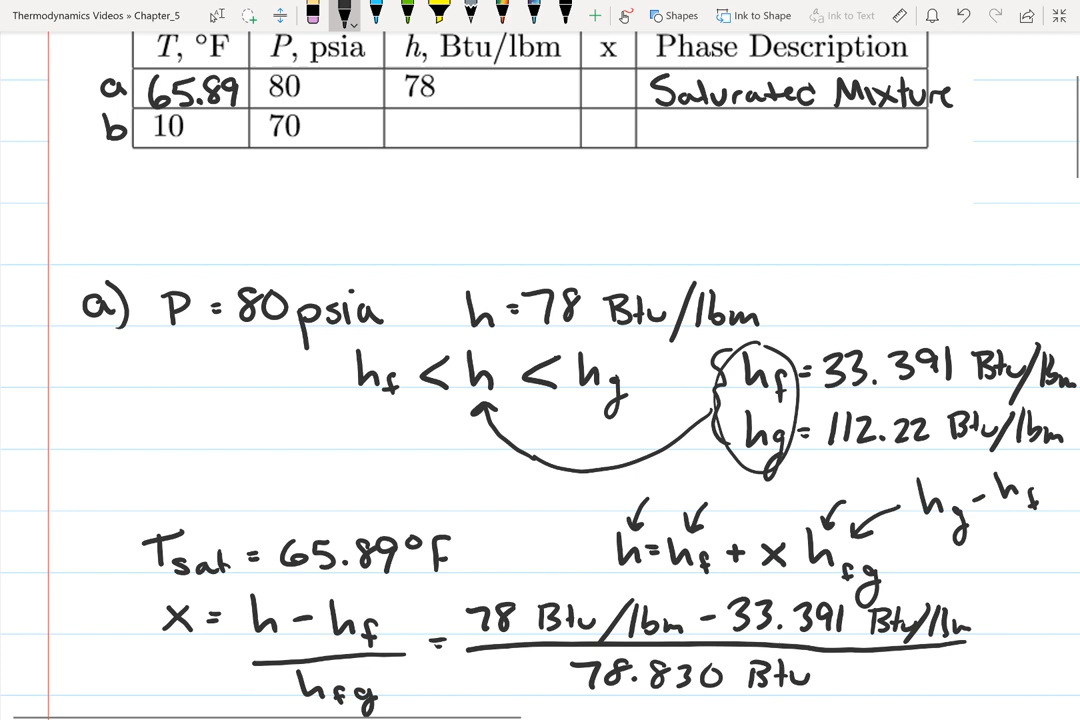 Thermodynamics Videos » Chapter_5 Shapes Ink to Shape Ink to Text
T, °F P, psia h, Btu/lbm x Phase Description
a 65.89 80 78 Saturated Mixture
b 10 70
a) P = 80 psia h = 78 Btu/lbm
hf < h < hg
hf = 33.391 Btu/lbm
hg = 112.22 Btu/lbm
hg - hf
Tsat = 65.89°F h = hf + x hfg
x = h - hf / hfg = 78 Btu/lbm - 33.391 Btu/lbm / 78.830 Btu